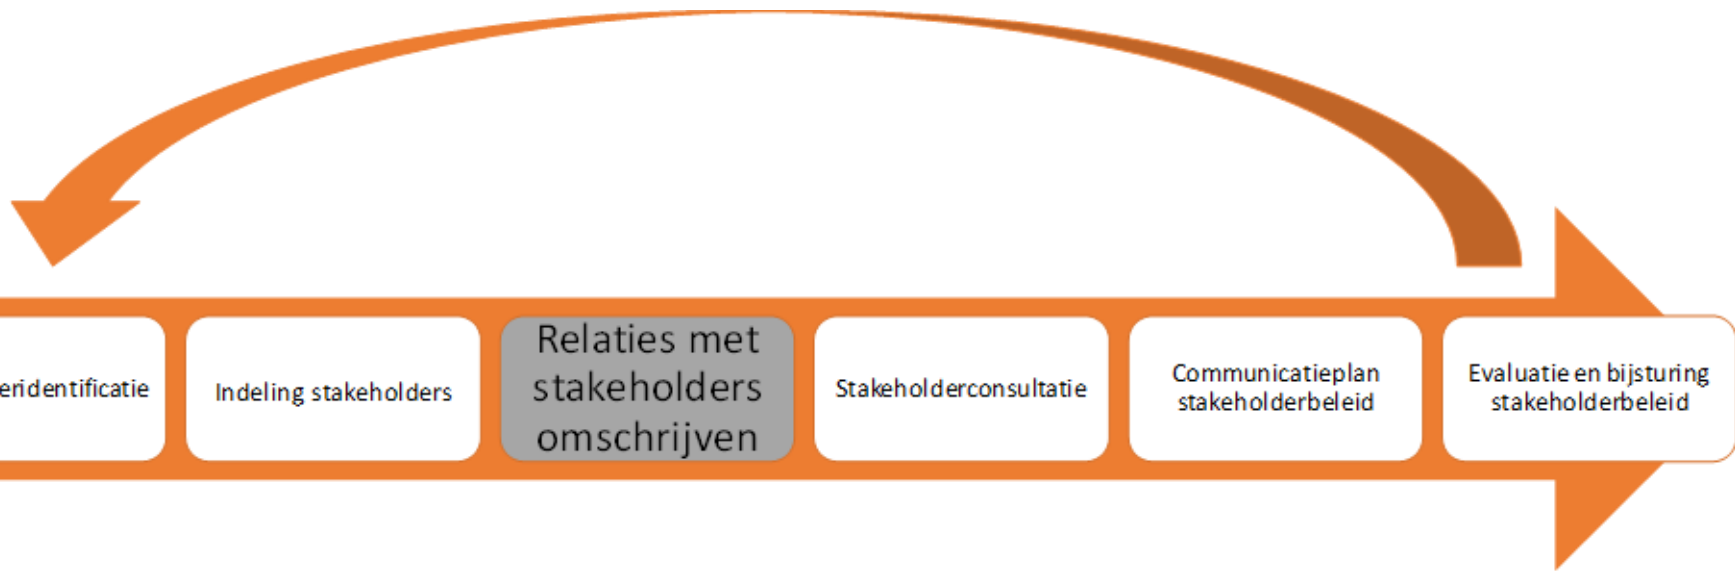 eridentificatie
Indeling stakeholders
Relaties met
stakeholders
omschrijven
Stakeholderconsultatie
Communicatieplan
stakeholderbeleid
Evaluatie en bijsturing
stakeholderbeleid